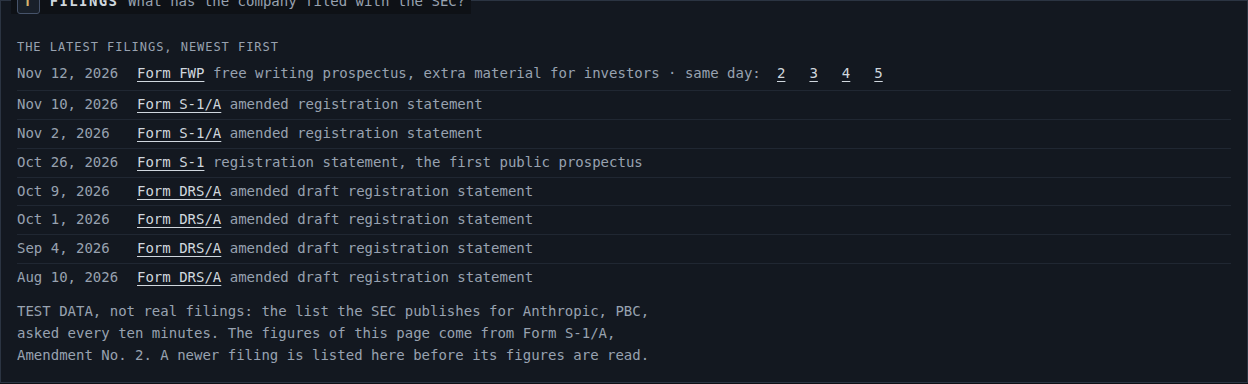 FILINGS What has the company filed with the SEC?
THE LATEST FILINGS, NEWEST FIRST
Nov 12, 2026 Form FWP free writing prospectus, extra material for investors · same day: 2 3 4 5
Nov 10, 2026 Form S-1/A amended registration statement
Nov 2, 2026 Form S-1/A amended registration statement
Oct 26, 2026 Form S-1 registration statement, the first public prospectus
Oct 9, 2026 Form DRS/A amended draft registration statement
Oct 1, 2026 Form DRS/A amended draft registration statement
Sep 4, 2026 Form DRS/A amended draft registration statement
Aug 10, 2026 Form DRS/A amended draft registration statement
TEST DATA, not real filings: the list the SEC publishes for Anthropic, PBC,
asked every ten minutes. The figures of this page come from Form S-1/A,
Amendment No. 2. A newer filing is listed here before its figures are read.